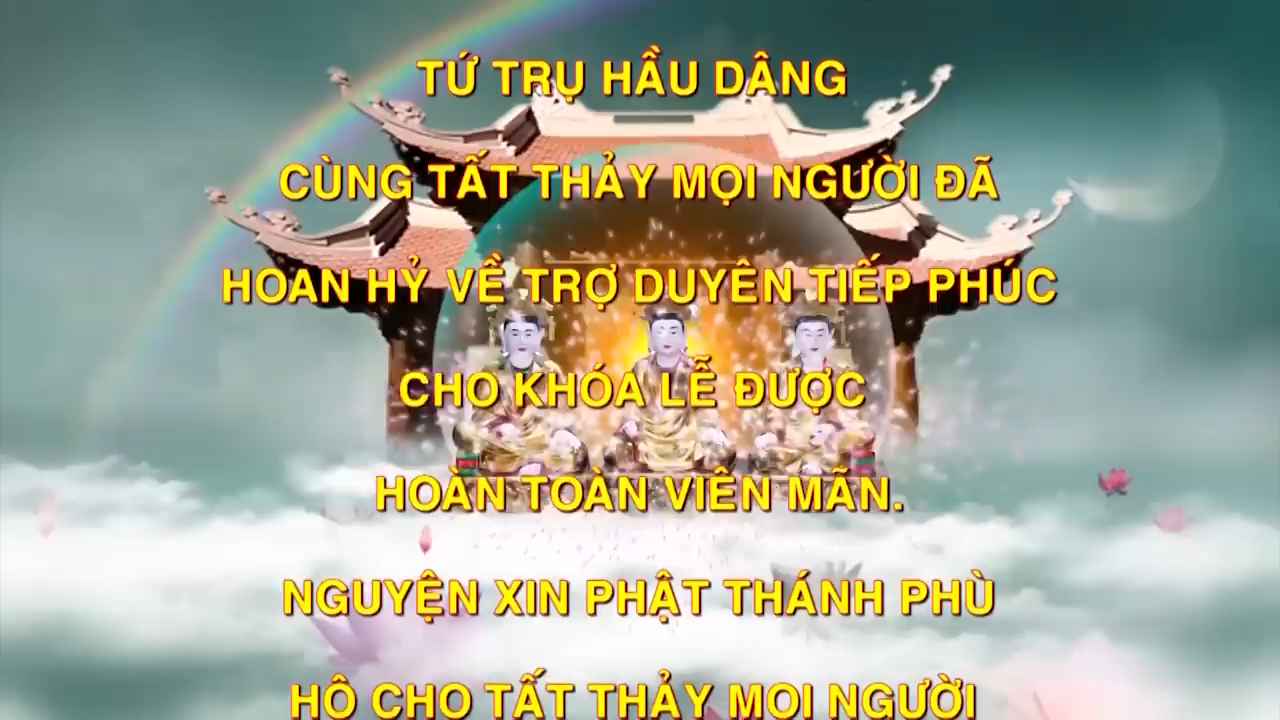 TỨ TRỤ HẦU DÂNG
CÙNG TẤT THẢY MỌI NGƯỜI ĐÃ
HOAN HỶ VỀ TRỢ DUYÊN TIẾP PHÚC
CHO KHÓA LỄ ĐƯỢC
HOÀN TOÀN VIÊN MÃN.
NGUYỆN XIN PHẬT THÁNH PHÙ
HÔ CHO TẤT THẢY MỌI NGƯỜI